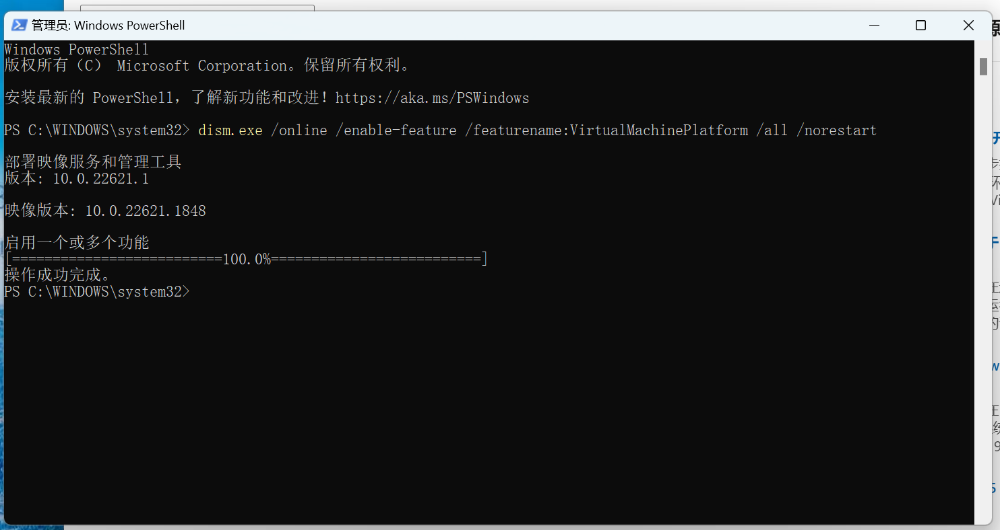 管理员: Windows PowerShell
Windows PowerShell
版权所有（C） Microsoft Corporation。保留所有权利。
安装最新的 PowerShell，了解新功能和改进！https://aka.ms/PSWindows
PS C:\WINDOWS\system32> dism.exe /online /enable-feature /featurename:VirtualMachinePlatform /all /norestart
部署映像服务和管理工具
版本: 10.0.22621.1
映像版本: 10.0.22621.1848
启用一个或多个功能
[==========================100.0%==========================]
操作成功完成。
PS C:\WINDOWS\system32>